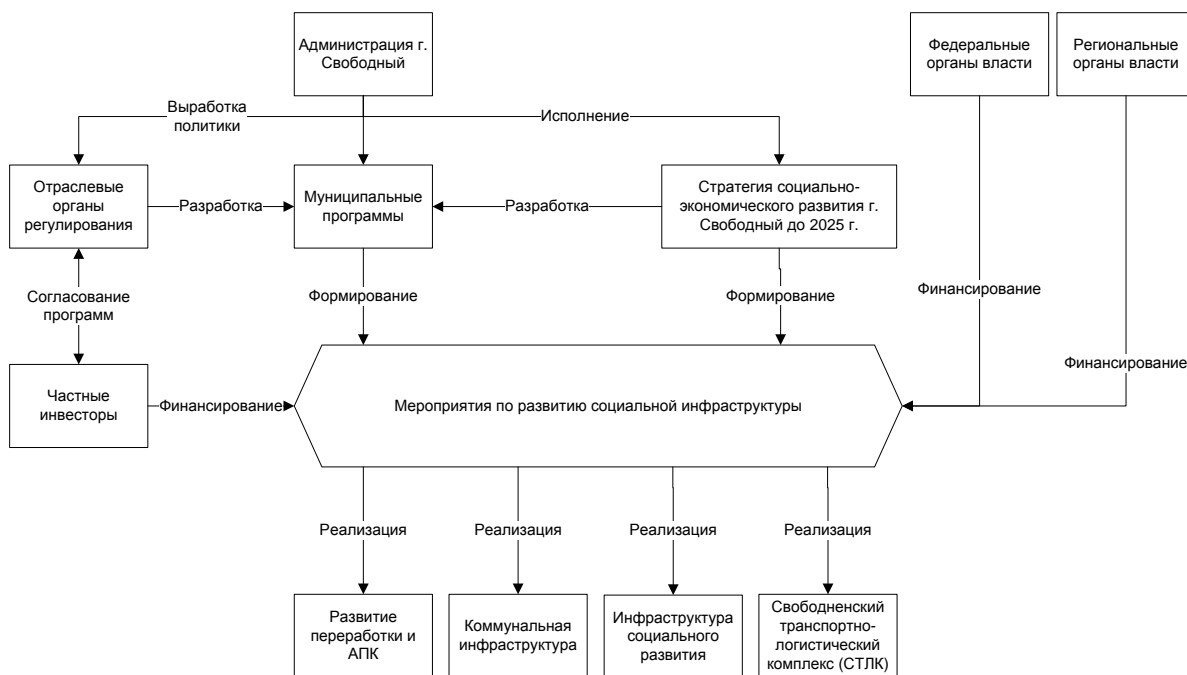 Администрация г.
Свободный
Федеральные
органы власти
Региональные
органы власти
Выработка
политики
Исполнение
Отраслевые
органы
регулирования
Разработка
Муниципальные
программы
Разработка
Стратегия социально-
экономического развития г.
Свободный до 2025 г.
Согласование
программ
Формирование
Формирование
Финансирование
Финансирование
Частные
инвесторы
Финансирование
Мероприятия по развитию социальной инфраструктуры
Реализация
Реализация
Реализация
Реализация
Развитие
переработки и
АПК
Коммунальная
инфраструктура
Инфраструктура
социального
развития
Свободненский
транспортно-
логистический
комплекс (СТЛК)